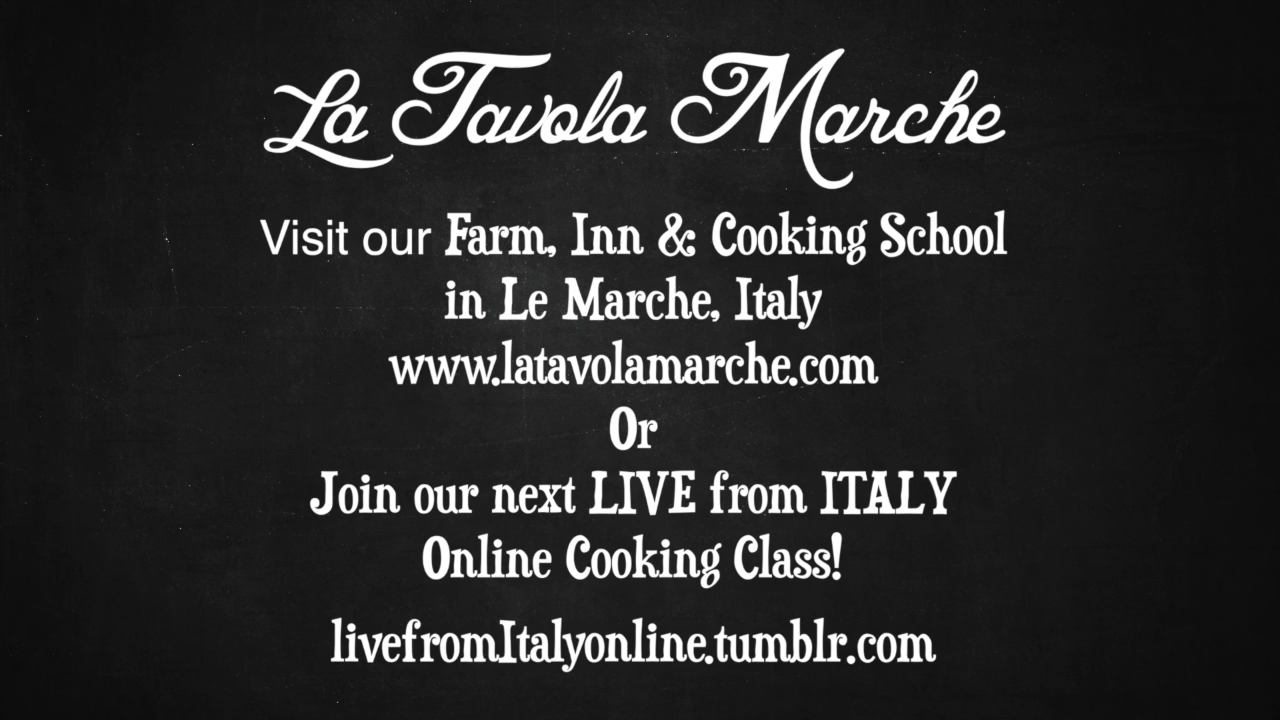 La Tavola Marche
Visit our Farm, Inn & Cooking School
in Le Marche, Italy
www.latavolamarche.com
Or
Join our next LIVE from ITALY
Online Cooking Class!
livefromItalyonline.tumblr.com